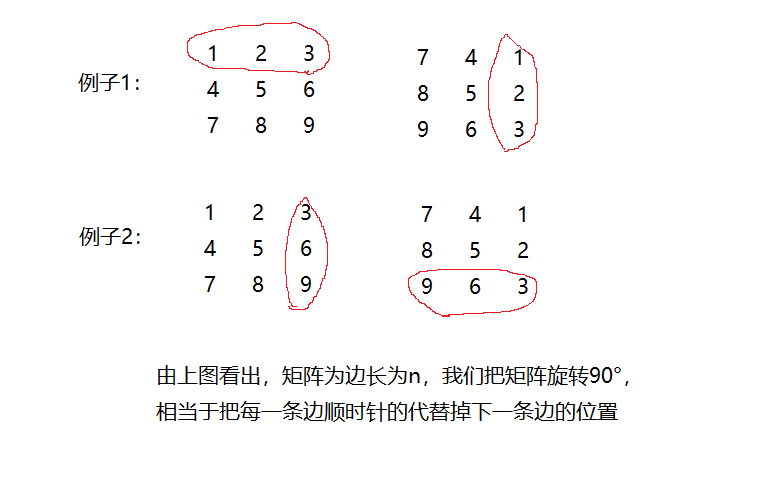 1 2 3 7 4 1
例子1: 4 5 6 8 5 2
7 8 9 9 6 3
1 2 3 7 4 1
例子2: 4 5 6 8 5 2
7 8 9 9 6 3
由上图看出，矩阵为边长为n，我们把矩阵旋转90°，
相当于把每一条边顺时针的代替掉下一条边的位置